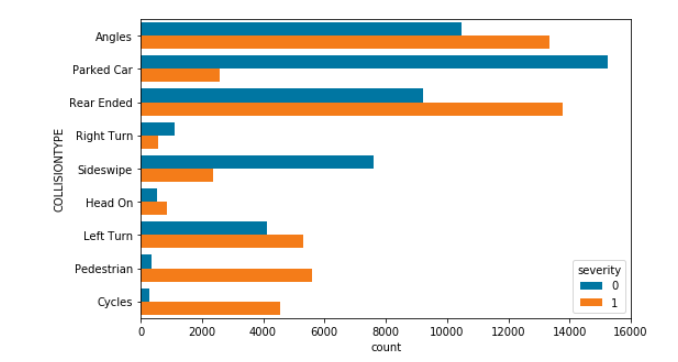 COLLISIONTYPE
Angles
Parked Car
Rear Ended
Right Turn
Sideswipe
Head On
Left Turn
Pedestrian
Cycles
severity
0
1
0 2000 4000 6000 8000 10000 12000 14000 16000
count